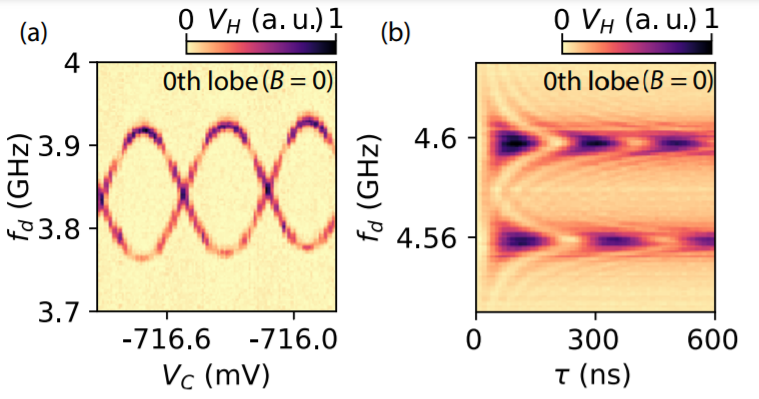 (a)
0 V_H (a.u.) 1
0th lobe (B = 0)
4
3.9
3.8
3.7
f_d (GHz)
-716.6
-716.0
V_C (mV)
(b)
0 V_H (a.u.) 1
0th lobe (B = 0)
4.6
4.56
f_d (GHz)
0
300
600
τ (ns)